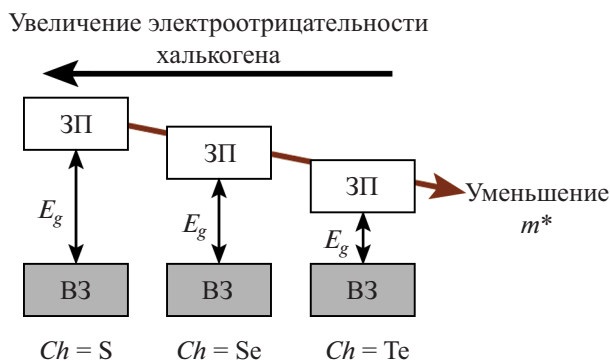 Увеличение электроотрицательности
халькогена
ЗП
ЗП
ЗП
E_g
E_g
E_g
Уменьшение
m*
ВЗ
ВЗ
ВЗ
Ch = S
Ch = Se
Ch = Te